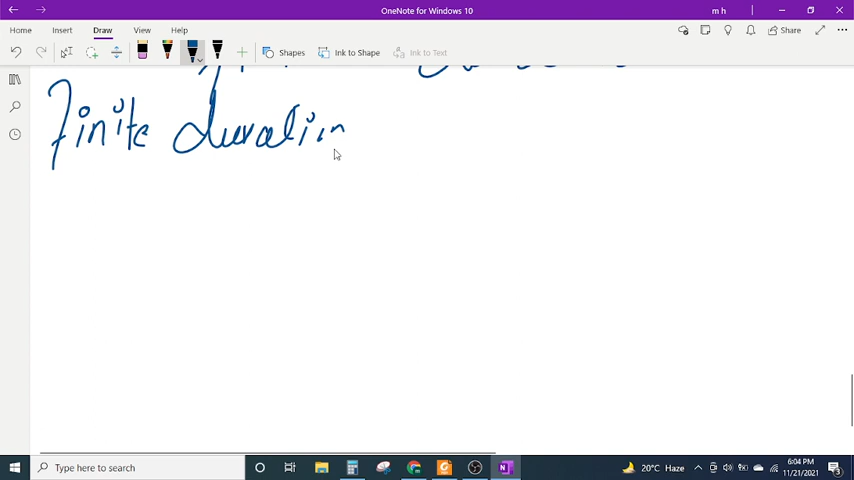 OneNote for Windows 10
m h
Home Insert Draw View Help
Share
Shapes Ink to Shape Ink to Text
Finite duration
Type here to search
20°C Haze
6:04 PM
11/21/2021
3